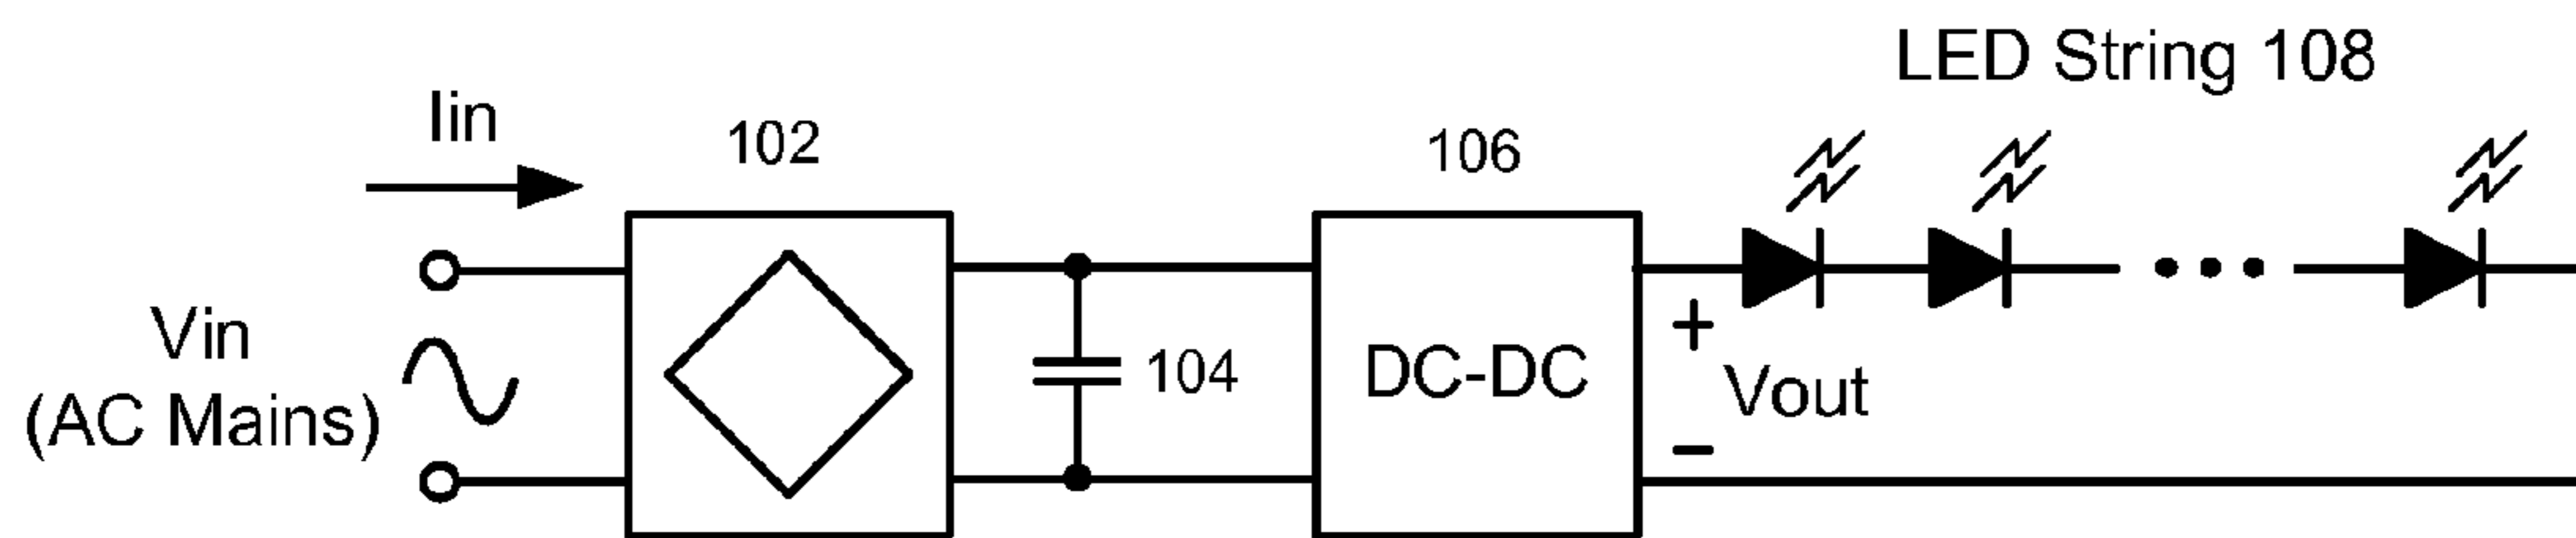 LED String 108
Iin
102
106
Vin
(AC Mains)
104
DC-DC
+
Vout
−